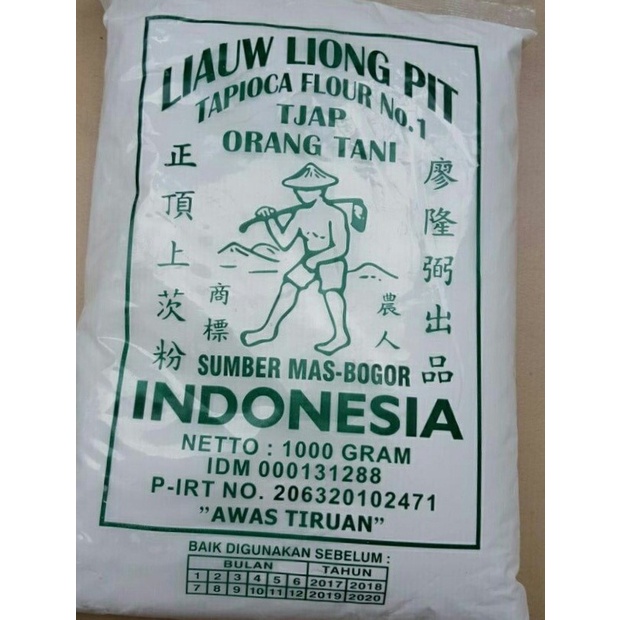 LIAUW LIONG PIT
TAPIOCA FLOUR No.1
TJAP
ORANG TANI
正頂上茨粉
廖隆弼出品
商標
農人
SUMBER MAS-BOGOR
INDONESIA
NETTO : 1000 GRAM
IDM 000131288
P-IRT NO. 206320102471
"AWAS TIRUAN"
BAIK DIGUNAKAN SEBELUM :
BULAN TAHUN
1 2 3 4 5 6 2017 2018
7 8 9 10 11 12 2019 2020